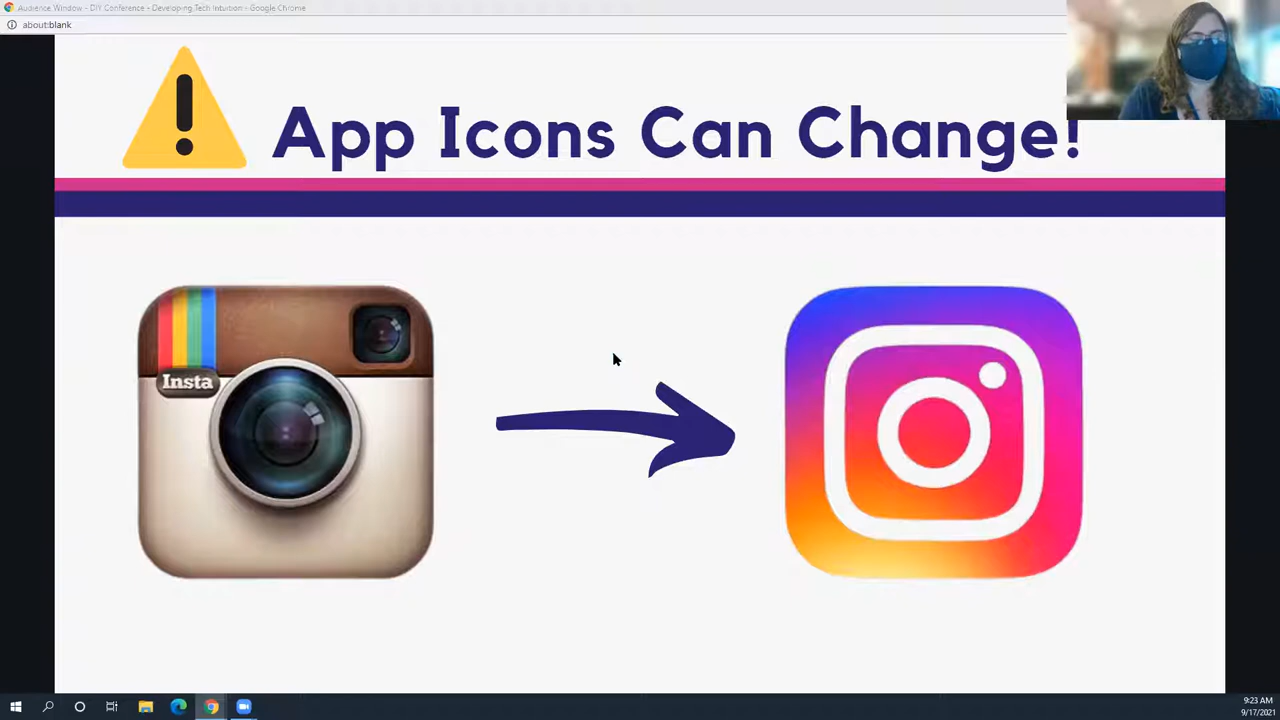 Audience Window - DIY Conference - Developing Tech Intuition - Google Chrome
about:blank
App Icons Can Change!
Insta
9:23 AM
9/17/2021